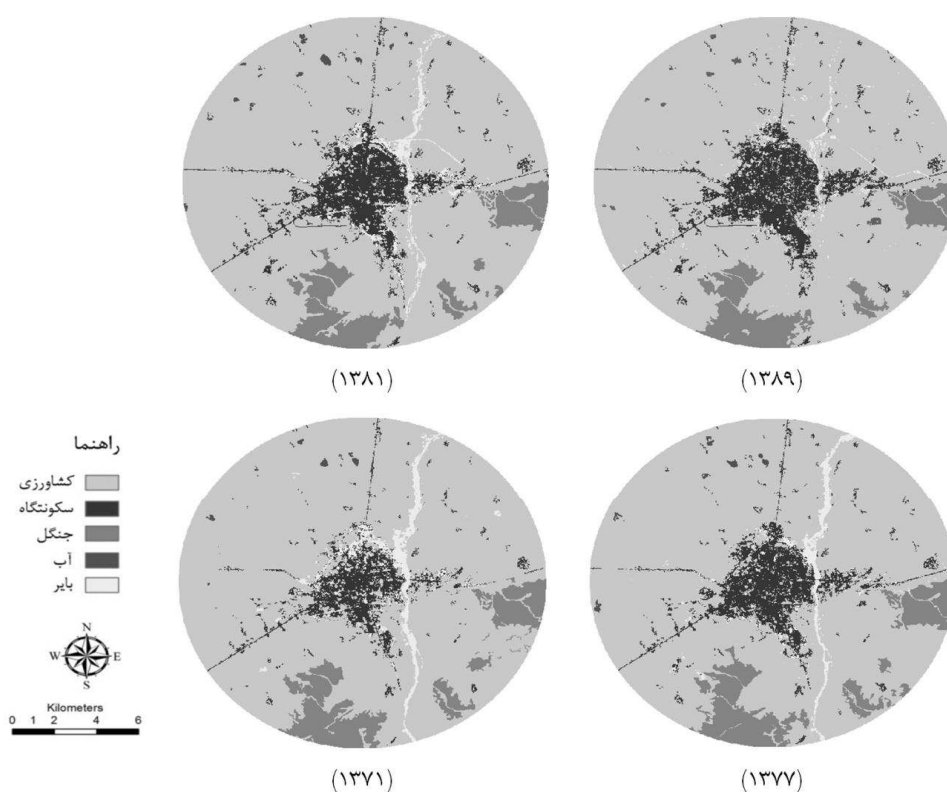 (۱۳۸۱)
(۱۳۸۹)
راهنما
کشاورزی
سکونتگاه
جنگل
آب
بایر
N
W E
S
Kilometers
0 1 2 4 6
(۱۳۷۱)
(۱۳۷۷)